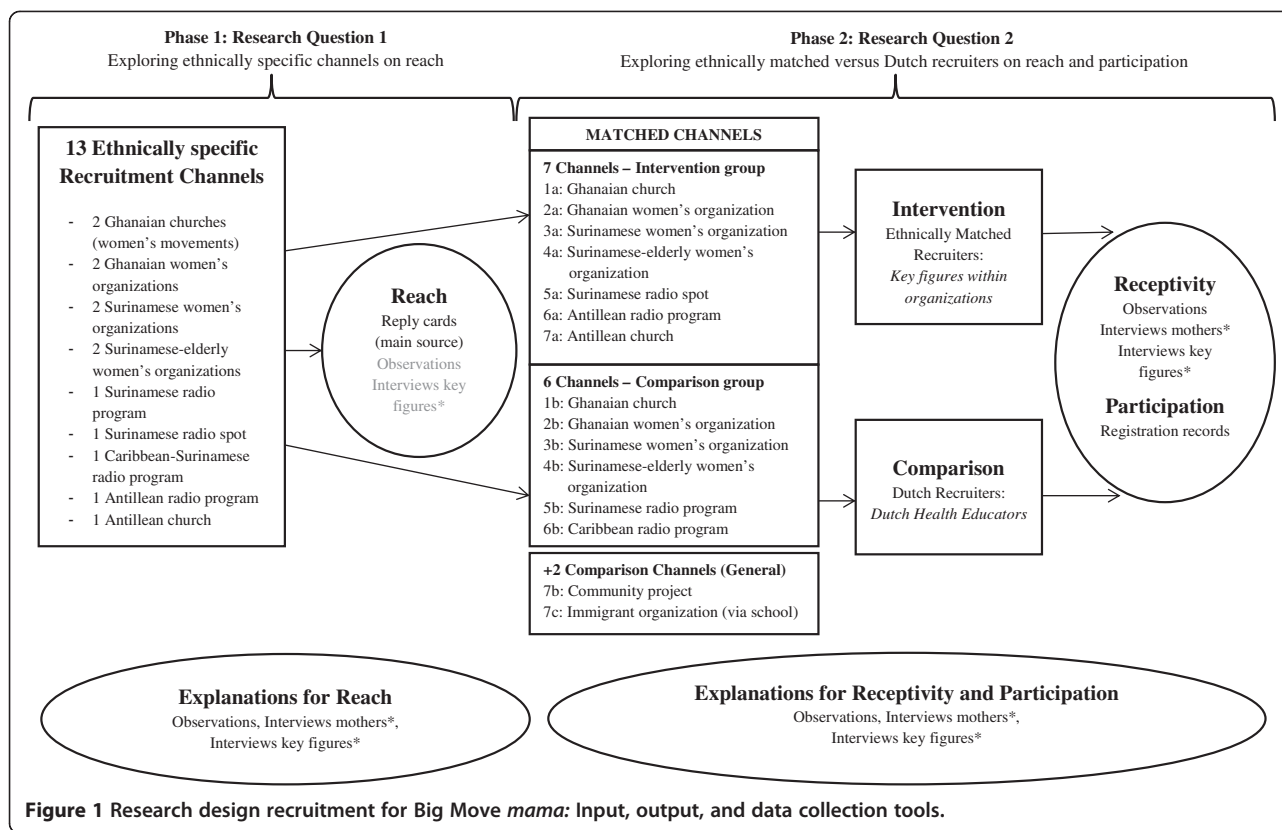 Phase 1: Research Question 1
Exploring ethnically specific channels on reach
Phase 2: Research Question 2
Exploring ethnically matched versus Dutch recruiters on reach and participation
13 Ethnically specific
Recruitment Channels
- 2 Ghanaian churches
(women's movements)
- 2 Ghanaian women's
organizations
- 2 Surinamese women's
organizations
- 2 Surinamese-elderly
women's organizations
- 1 Surinamese radio
program
- 1 Surinamese radio spot
- 1 Caribbean-Surinamese
radio program
- 1 Antillean radio program
- 1 Antillean church
Reach
Reply cards
(main source)
Observations
Interviews key
figures*
MATCHED CHANNELS
7 Channels – Intervention group
1a: Ghanaian church
2a: Ghanaian women's organization
3a: Surinamese women's organization
4a: Surinamese-elderly women's
organization
5a: Surinamese radio spot
6a: Antillean radio program
7a: Antillean church
6 Channels – Comparison group
1b: Ghanaian church
2b: Ghanaian women's organization
3b: Surinamese women's organization
4b: Surinamese-elderly women's
organization
5b: Surinamese radio program
6b: Caribbean radio program
+2 Comparison Channels (General)
7b: Community project
7c: Immigrant organization (via school)
Intervention
Ethnically Matched
Recruiters:
Key figures within
organizations
Comparison
Dutch Recruiters:
Dutch Health Educators
Receptivity
Observations
Interviews mothers*
Interviews key
figures*
Participation
Registration records
Explanations for Reach
Observations, Interviews mothers*,
Interviews key figures*
Explanations for Receptivity and Participation
Observations, Interviews mothers*,
Interviews key figures*
Figure 1 Research design recruitment for Big Move mama: Input, output, and data collection tools.